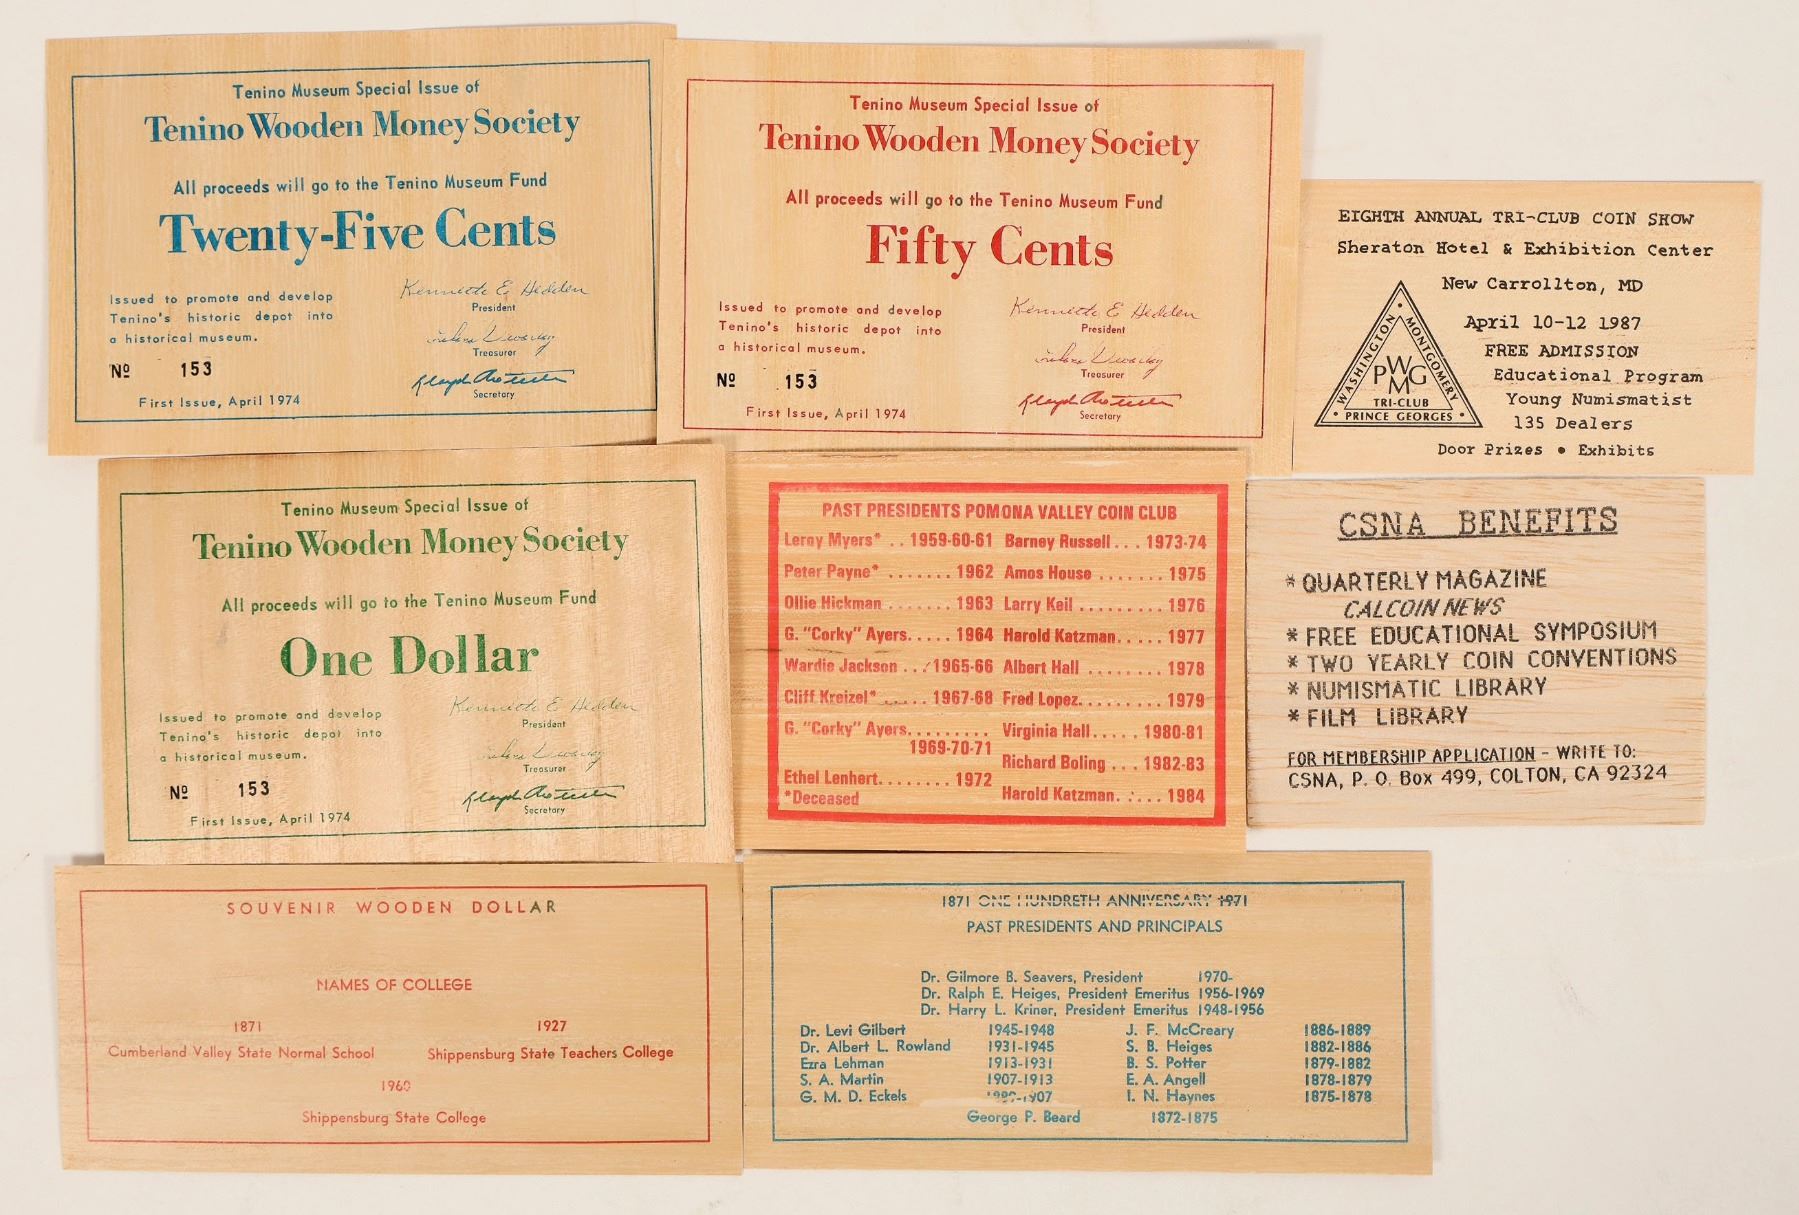 Tenino Museum Special Issue of
Tenino Wooden Money Society
All proceeds will go to the Tenino Museum Fund
Twenty-Five Cents
Issued to promote and develop
Tenino's historic depot into
a historical museum.
Kenneth E Hedden
President
Treasurer
Secretary
Nº 153
First Issue, April 1974
Tenino Museum Special Issue of
Tenino Wooden Money Society
All proceeds will go to the Tenino Museum Fund
Fifty Cents
Issued to promote and develop
Tenino's historic depot into
a historical museum.
Kenneth E Hedden
President
Treasurer
Secretary
Nº 153
First Issue, April 1974
EIGHTH ANNUAL TRI-CLUB COIN SHOW
Sheraton Hotel & Exhibition Center
New Carrollton, MD
April 10-12 1987
FREE ADMISSION
Educational Program
Young Numismatist
135 Dealers
Door Prizes • Exhibits
WASHINGTON • MONTGOMERY • PRINCE GEORGES •
PWMG
TRI-CLUB
Tenino Museum Special Issue of
Tenino Wooden Money Society
All proceeds will go to the Tenino Museum Fund
One Dollar
Issued to promote and develop
Tenino's historic depot into
a historical museum.
Kenneth E Hedden
President
Treasurer
Secretary
Nº 153
First Issue, April 1974
PAST PRESIDENTS POMONA VALLEY COIN CLUB
Leroy Myers* .. 1959-60-61
Peter Payne* ....... 1962
Ollie Hickman ....... 1963
G. "Corky" Ayers..... 1964
Wardie Jackson ... 1965-66
Cliff Kreizel* ...... 1967-68
G. "Corky" Ayers.........
1969-70-71
Ethel Lenhert........ 1972
*Deceased
Barney Russell... 1973-74
Amos House ....... 1975
Larry Keil ......... 1976
Harold Katzman..... 1977
Albert Hall ........ 1978
Fred Lopez......... 1979
Virginia Hall..... 1980-81
Richard Boling ... 1982-83
Harold Katzman..... 1984
CSNA BENEFITS
* QUARTERLY MAGAZINE
CALCOIN NEWS
* FREE EDUCATIONAL SYMPOSIUM
* TWO YEARLY COIN CONVENTIONS
* NUMISMATIC LIBRARY
* FILM LIBRARY
FOR MEMBERSHIP APPLICATION - WRITE TO:
CSNA, P. O. Box 499, COLTON, CA 92324
SOUVENIR WOODEN DOLLAR
NAMES OF COLLEGE
1871
Cumberland Valley State Normal School
1927
Shippensburg State Teachers College
1960
Shippensburg State College
1871 ONE HUNDRETH ANNIVERSARY 1971
PAST PRESIDENTS AND PRINCIPALS
Dr. Gilmore B. Seavers, President 1970-
Dr. Ralph E. Heiges, President Emeritus 1956-1969
Dr. Harry L. Kriner, President Emeritus 1948-1956
Dr. Levi Gilbert 1945-1948
Dr. Albert L. Rowland 1931-1945
Ezra Lehman 1913-1931
S. A. Martin 1907-1913
G. M. D. Eckels
J. F. McCreary 1886-1889
S. B. Heiges 1882-1886
B. S. Potter 1879-1882
E. A. Angell 1878-1879
I. N. Haynes 1875-1878
George P. Beard 1872-1875